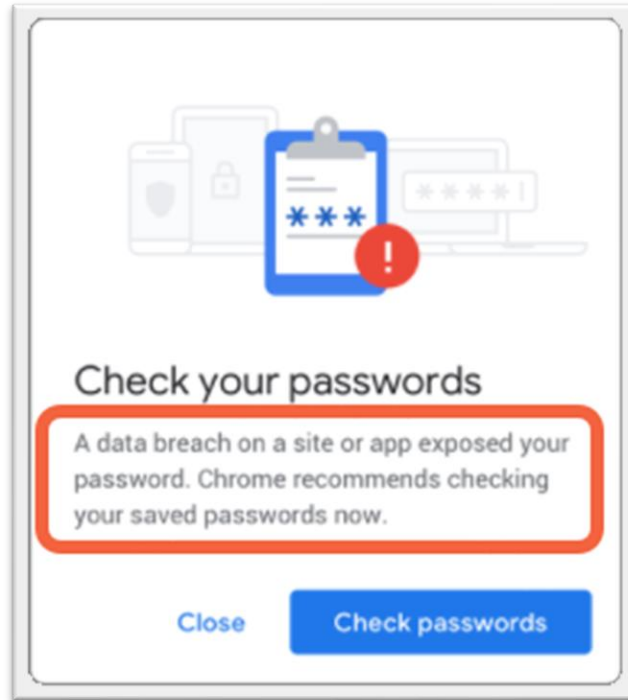 ****|
***
!
Check your passwords
A data breach on a site or app exposed your
password. Chrome recommends checking
your saved passwords now.
Close Check passwords